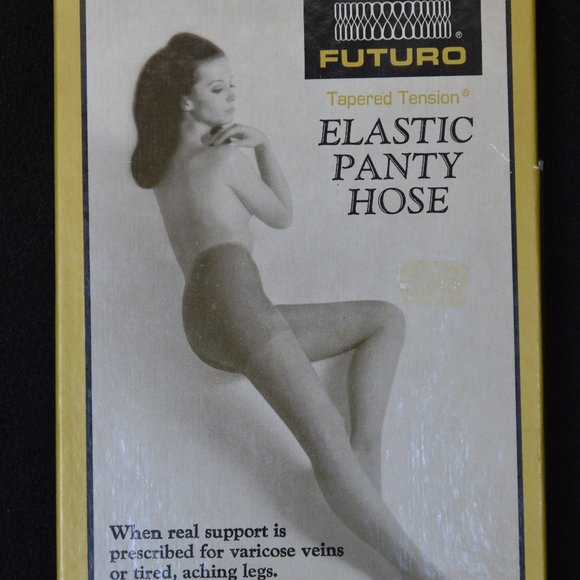 FUTURO®
Tapered Tension®
ELASTIC
PANTY
HOSE
When real support is
prescribed for varicose veins
or tired, aching legs.